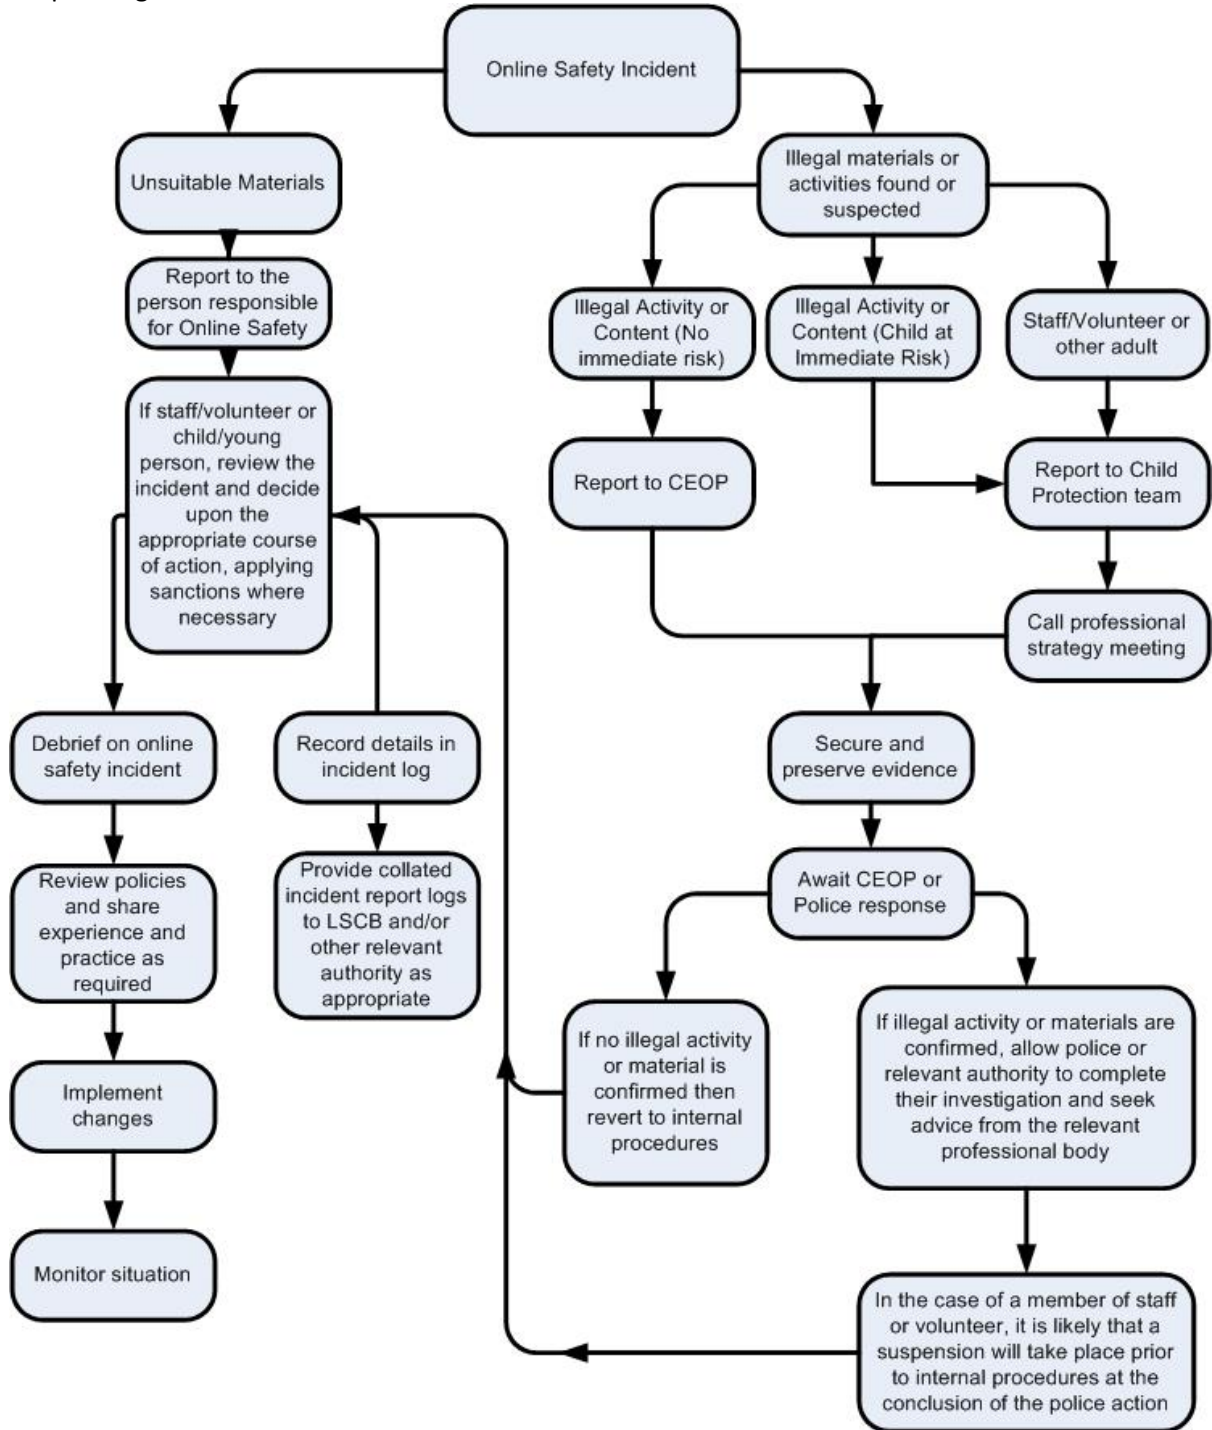 Online Safety Incident
Unsuitable Materials
Report to the
person responsible
for Online Safety
If staff/volunteer or
child/young
person, review the
incident and decide
upon the
appropriate course
of action, applying
sanctions where
necessary
Debrief on online
safety incident
Review policies
and share
experience and
practice as
required
Implement
changes
Monitor situation
Record details in
incident log
Provide collated
incident report logs
to LSCB and/or
other relevant
authority as
appropriate
Illegal materials or
activities found or
suspected
Illegal Activity or
Content (No
immediate risk)
Illegal Activity or
Content (Child at
Immediate Risk)
Staff/Volunteer or
other adult
Report to CEOP
Report to Child
Protection team
Call professional
strategy meeting
Secure and
preserve evidence
Await CEOP or
Police response
If no illegal activity
or material is
confirmed then
revert to internal
procedures
If illegal activity or materials are
confirmed, allow police or
relevant authority to complete
their investigation and seek
advice from the relevant
professional body
In the case of a member of staff
or volunteer, it is likely that a
suspension will take place prior
to internal procedures at the
conclusion of the police action